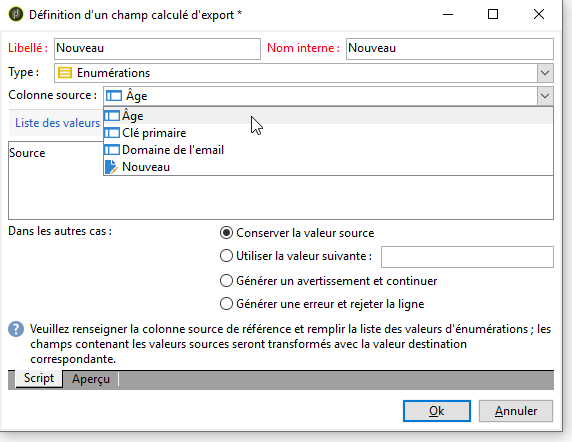 Définition d'un champ calculé d'export *
Libellé : Nouveau Nom interne : Nouveau
Type : Enumérations
Colonne source : Âge
Âge
Liste des valeurs
Clé primaire
Domaine de l'email
Source
Nouveau
Dans les autres cas :
Conserver la valeur source
Utiliser la valeur suivante :
Générer un avertissement et continuer
Générer une erreur et rejeter la ligne
? Veuillez renseigner la colonne source de référence et remplir la liste des valeurs d'énumérations ; les
champs contenant les valeurs sources seront transformés avec la valeur destination
correspondante.
Script Aperçu
Ok Annuler